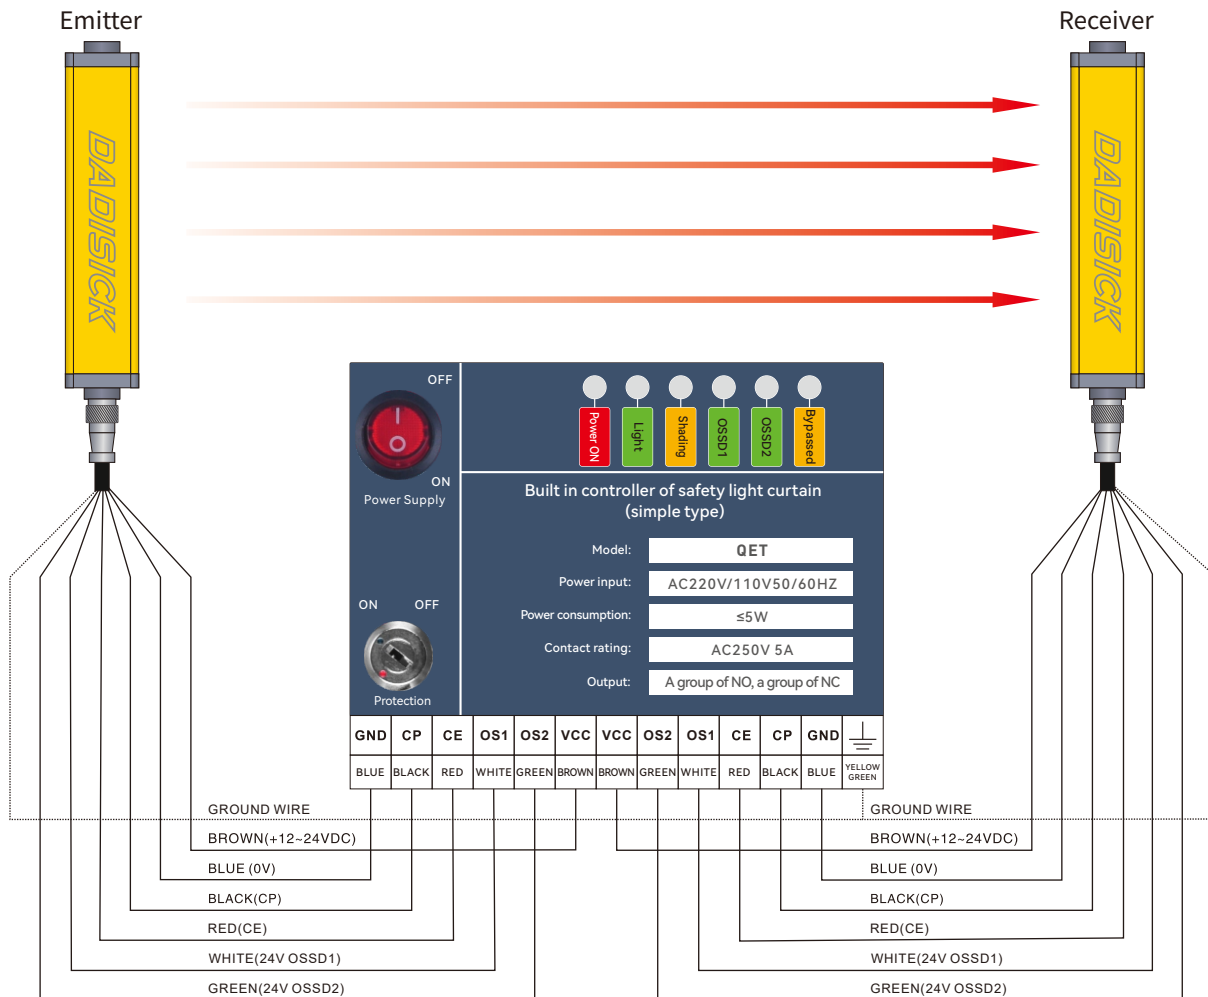 Emitter
Receiver
DADISICK
DADISICK
OFF
ON
Power Supply
ON OFF
Protection
Power ON
Light
Shading
OSSD1
OSSD2
Bypassed
Built in controller of safety light curtain
(simple type)
Model: QET
Power input: AC220V/110V50/60HZ
Power consumption: ≤5W
Contact rating: AC250V 5A
Output: A group of NO, a group of NC
GND CP CE OS1 OS2 VCC VCC OS2 OS1 CE CP GND
BLUE BLACK RED WHITE GREEN BROWN BROWN GREEN WHITE RED BLACK BLUE YELLOW
GREEN
GROUND WIRE GROUND WIRE
BROWN(+12~24VDC) BROWN(+12~24VDC)
BLUE (0V) BLUE (0V)
BLACK(CP) BLACK(CP)
RED(CE) RED(CE)
WHITE(24V OSSD1) WHITE(24V OSSD1)
GREEN(24V OSSD2) GREEN(24V OSSD2)